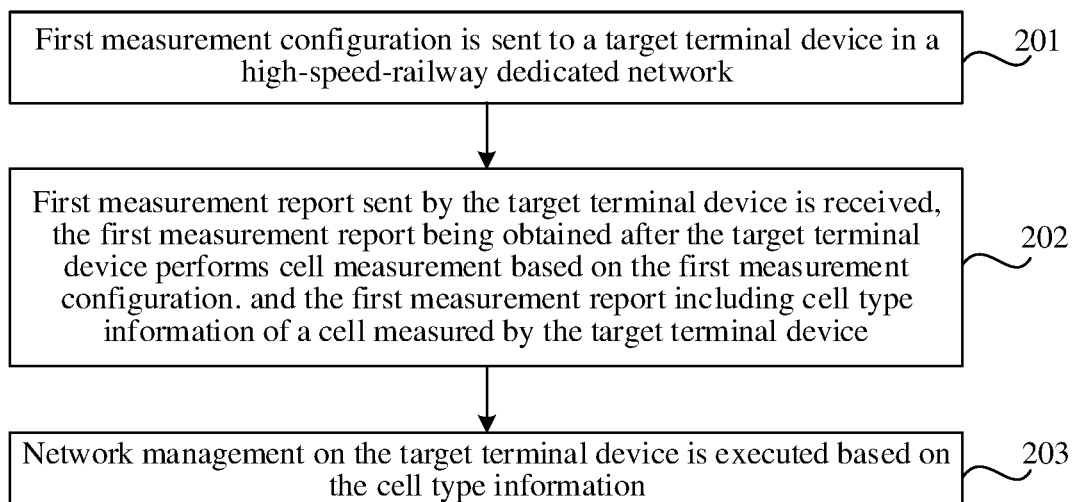 First measurement configuration is sent to a target terminal device in a
high-speed-railway dedicated network
201
First measurement report sent by the target terminal device is received,
the first measurement report being obtained after the target terminal
device performs cell measurement based on the first measurement
configuration. and the first measurement report including cell type
information of a cell measured by the target terminal device
202
Network management on the target terminal device is executed based on
the cell type information
203